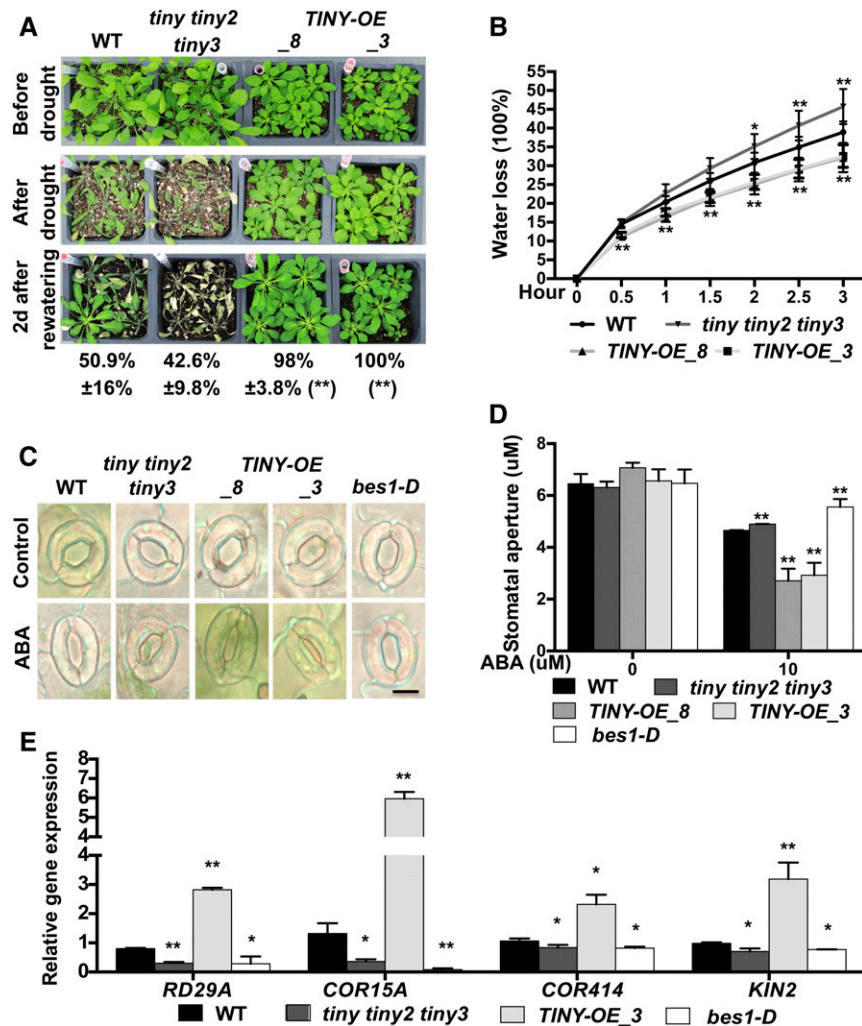 A
tiny tiny2 TINY-OE
WT tiny3 _8 _3
Before drought
After drought
2d after rewatering
50.9% 42.6% 98% 100%
±16% ±9.8% ±3.8% (**) (**)
B
Water loss (100%)
55
50
45
40
35
30
25
20
15
10
5
0
* ** **
** ** ** ** ** **
Hour 0 0.5 1 1.5 2 2.5 3
WT tiny tiny2 tiny3
TINY-OE_8 TINY-OE_3
C
tiny tiny2 TINY-OE
WT tiny3 _8 _3 bes1-D
Control
ABA
D
Stomatal aperture (uM)
8
6
4
2
0
** ** ** **
ABA (uM) 0 10
WT tiny tiny2 tiny3
TINY-OE_8 TINY-OE_3
bes1-D
E
Relative gene expression
8
7
6
5
4
4
3
2
1
0
** ** *
* ** **
* * *
* ** *
RD29A COR15A COR414 KIN2
WT tiny tiny2 tiny3 TINY-OE_3 bes1-D